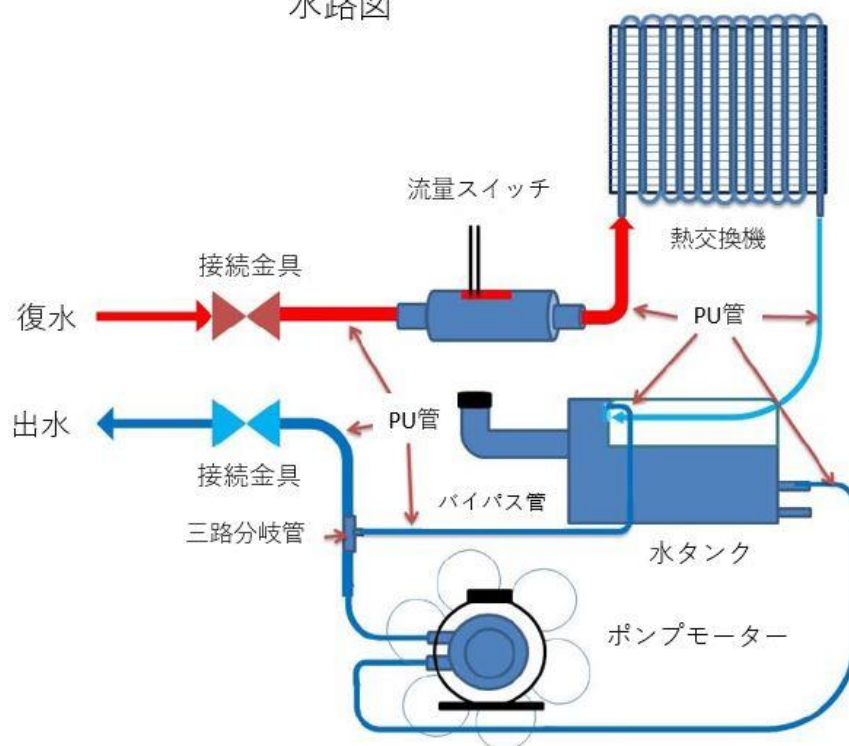 水路図
流量スイッチ
熱交換機
接続金具
復水
PU管
出水
PU管
接続金具
バイパス管
三路分岐管
水タンク
ポンプモーター